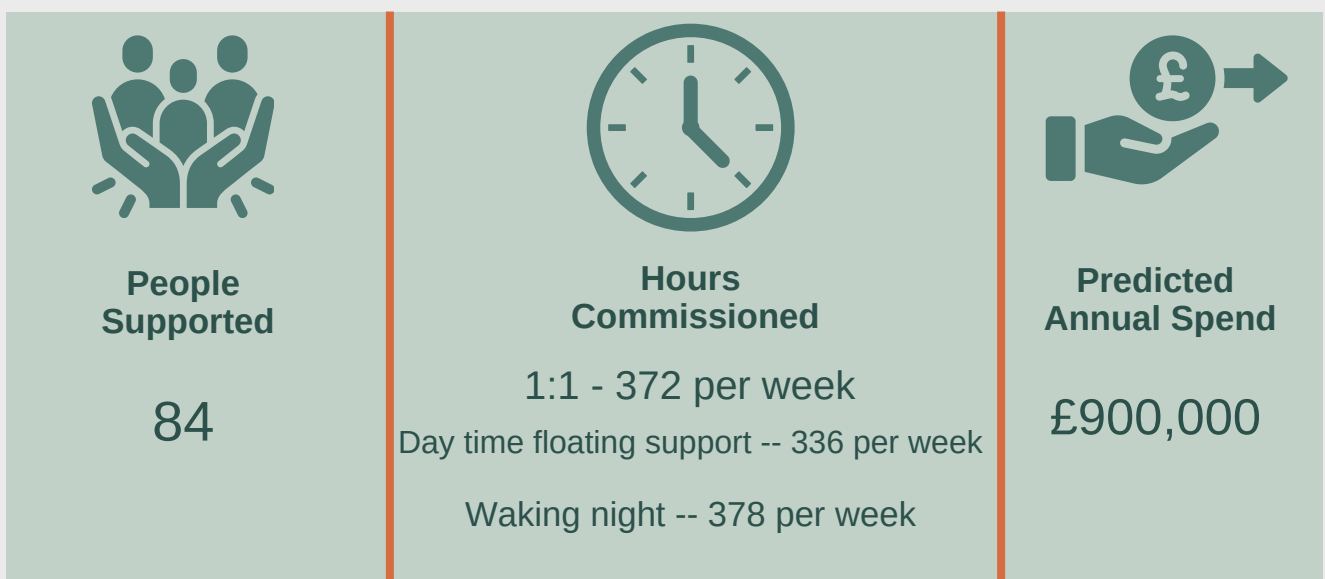 People
Supported
84
Hours
Commissioned
1:1 - 372 per week
Day time floating support -- 336 per week
Waking night -- 378 per week
£
Predicted
Annual Spend
£900,000